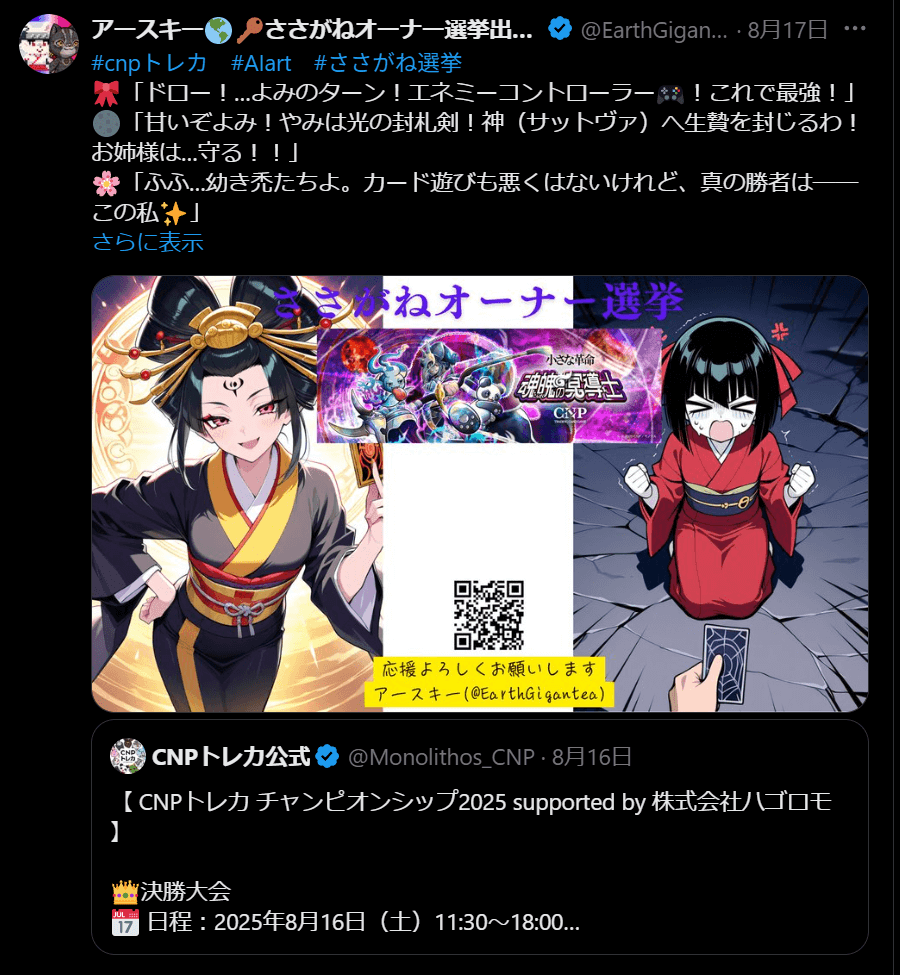 アースキー🌎🔑ささがねオーナー選挙出... @EarthGigan... · 8月17日
#cnpトレカ #AIart #ささがね選挙
🎀「ドロー！...よみのターン！エネミーコントローラー🎮！これで最強！」
🌑「甘いぞよみ！やみは光の封札剣！神（サットヴァ）へ生贄を封じるわ！
お姉様は...守る！！」
🌸「ふふ...幼き禿たちよ。カード遊びも悪くはないけれど、真の勝者は──
この私✨」
さらに表示
ささがねオーナー選挙
小さな革命
魂魄の見導士
CNP
応援よろしくお願いします
アースキー(@EarthGigantea)
CNPトレカ
CNPトレカ公式 @Monolithos_CNP · 8月16日
【 CNPトレカ チャンピオンシップ2025 supported by 株式会社ハゴロモ
】
👑決勝大会
📅 日程：2025年8月16日（土）11:30～18:00...